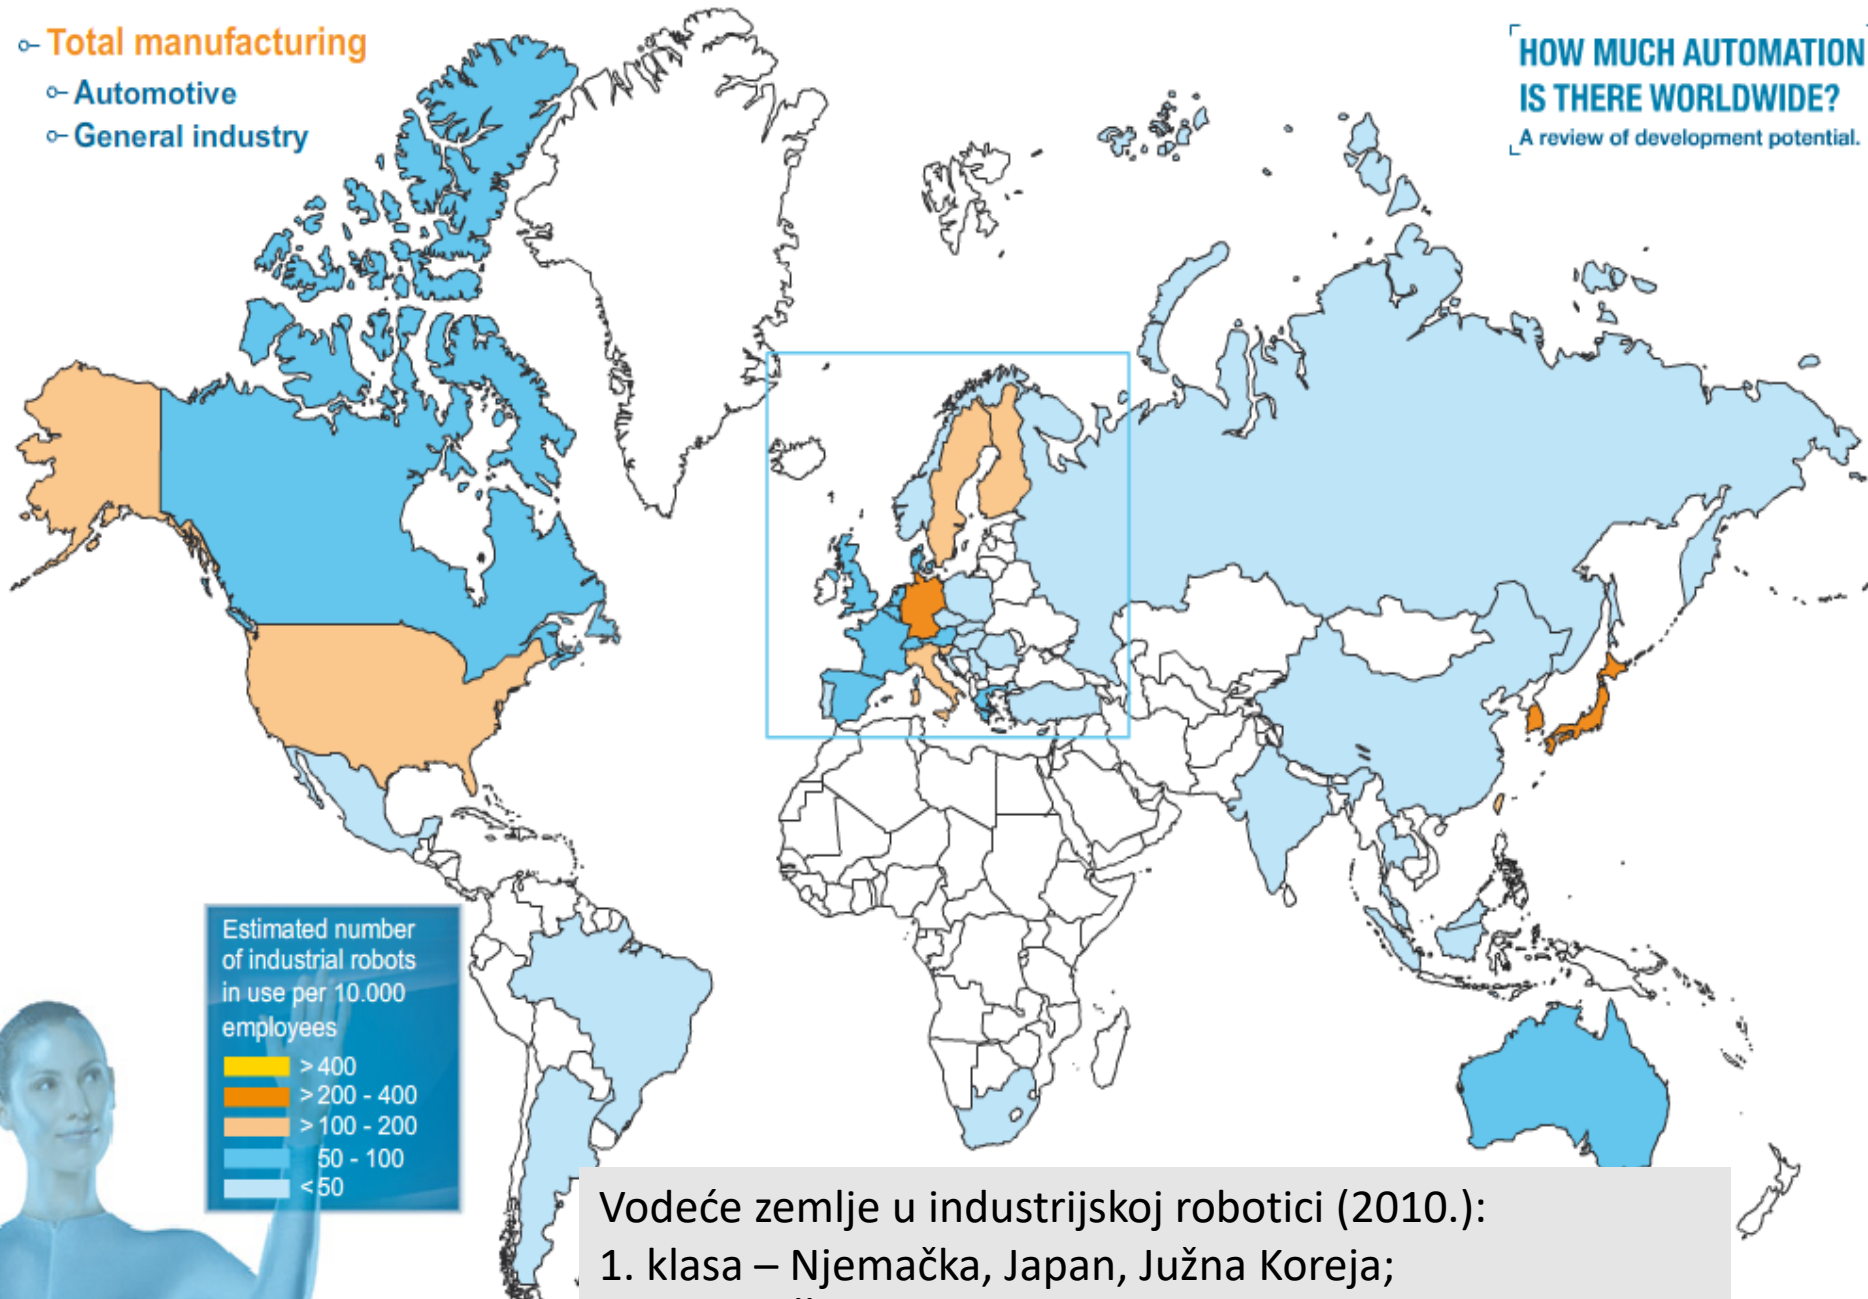 Total manufacturing
Automotive
General industry
HOW MUCH AUTOMATION
IS THERE WORLDWIDE?
A review of development potential.
Estimated number
of industrial robots
in use per 10.000
employees
> 400
> 200 - 400
> 100 - 200
50 - 100
< 50
Vodeće zemlje u industrijskoj robotici (2010.):
1. klasa – Njemačka, Japan, Južna Koreja;